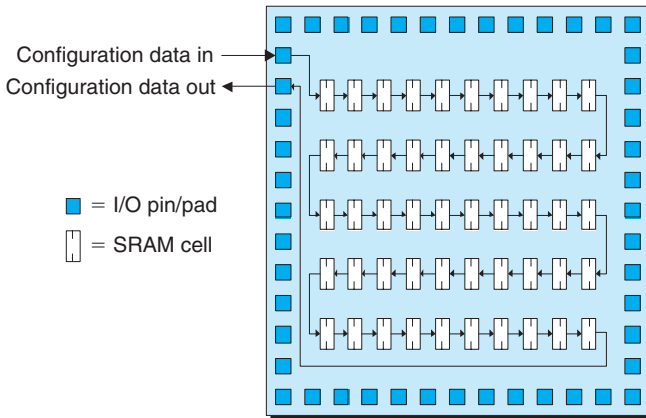 Configuration data in
Configuration data out
= I/O pin/pad
= SRAM cell